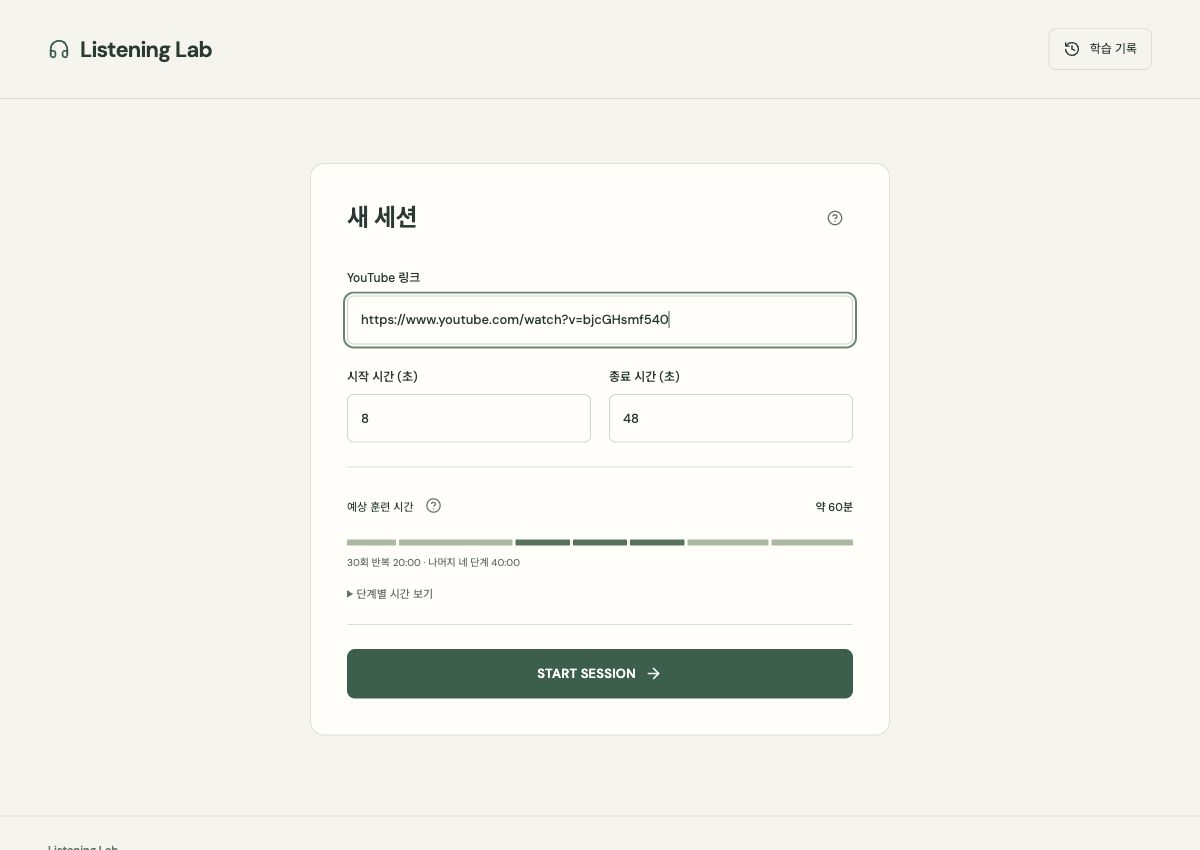 Listening Lab
학습 기록
새 세션
YouTube 링크
https://www.youtube.com/watch?v=bjcGHsmf540
시작 시간 (초)
종료 시간 (초)
8
48
예상 훈련 시간
약 60분
30회 반복 20:00 · 나머지 네 단계 40:00
단계별 시간 보기
START SESSION
Listening Lab